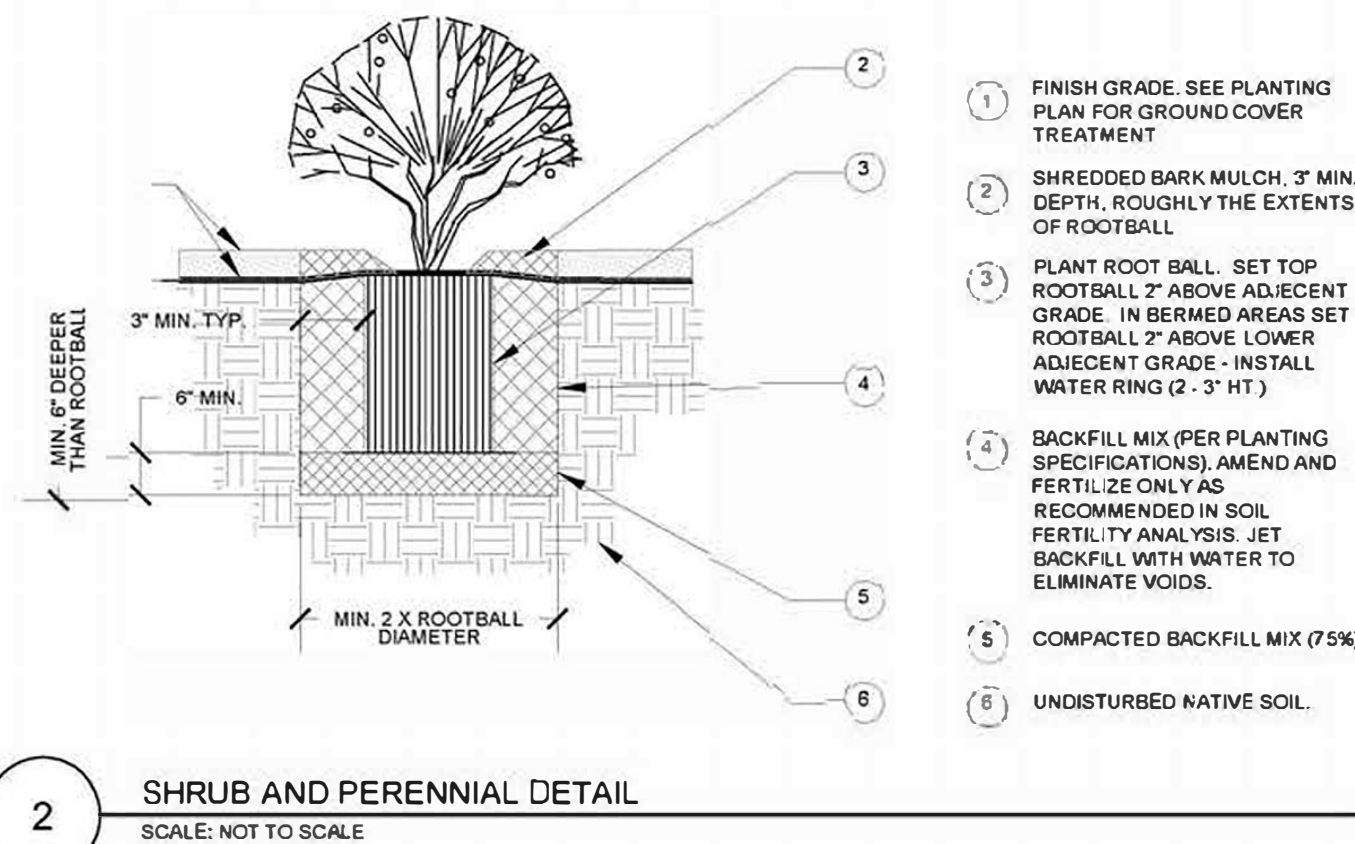 2
3
4
5
6
3" MIN. TYP.
6" MIN.
MIN. 6" DEEPER
THAN ROOTBALL
MIN. 2 X ROOTBALL
DIAMETER
1 FINISH GRADE. SEE PLANTING
PLAN FOR GROUND COVER
TREATMENT
2 SHREDDED BARK MULCH, 3" MIN.
DEPTH, ROUGHLY THE EXTENTS
OF ROOTBALL
3 PLANT ROOT BALL. SET TOP
ROOTBALL 2" ABOVE ADJECENT
GRADE. IN BERMED AREAS SET
ROOTBALL 2" ABOVE LOWER
ADJECENT GRADE - INSTALL
WATER RING (2 - 3" HT.)
4 BACKFILL MIX (PER PLANTING
SPECIFICATIONS). AMEND AND
FERTILIZE ONLY AS
RECOMMENDED IN SOIL
FERTILITY ANALYSIS. JET
BACKFILL WITH WATER TO
ELIMINATE VOIDS.
5 COMPACTED BACKFILL MIX (75%)
6 UNDISTURBED NATIVE SOIL.
2 SHRUB AND PERENNIAL DETAIL
SCALE: NOT TO SCALE